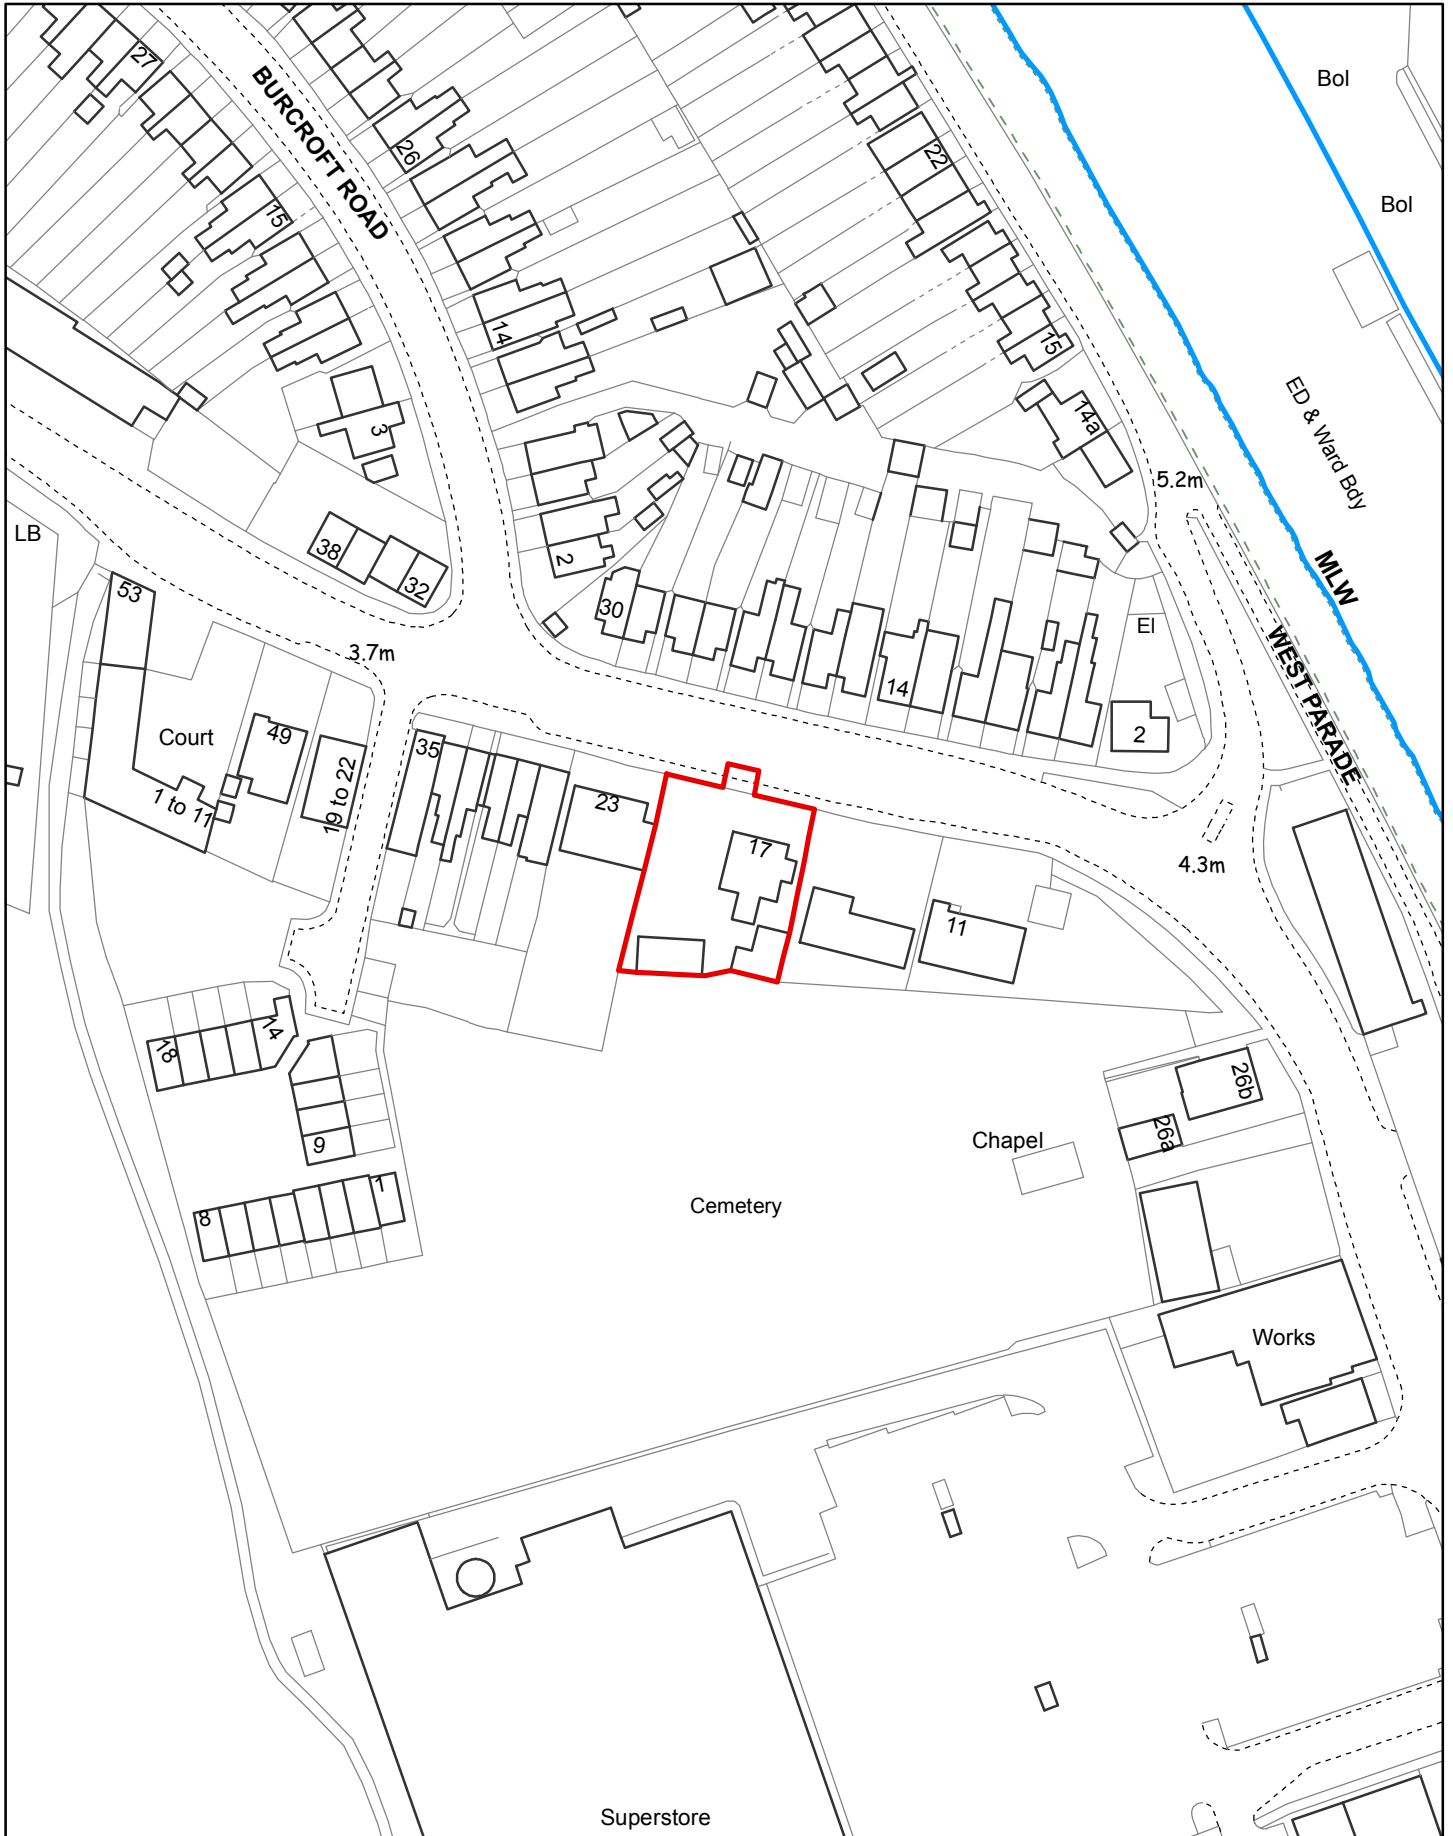 27
BURCROFT ROAD
Bol
26
22
Bol
15
14
15
3
14a
ED & Ward Bdy
5.2m
LB
38
32
2
53
30
MLW
El
3.7m
WEST PARADE
14
Court
49
35
2
19 to 22
1 to 11
23
17
4.3m
11
18
14
26b
26a
9
Chapel
1
Cemetery
8
Works
Superstore